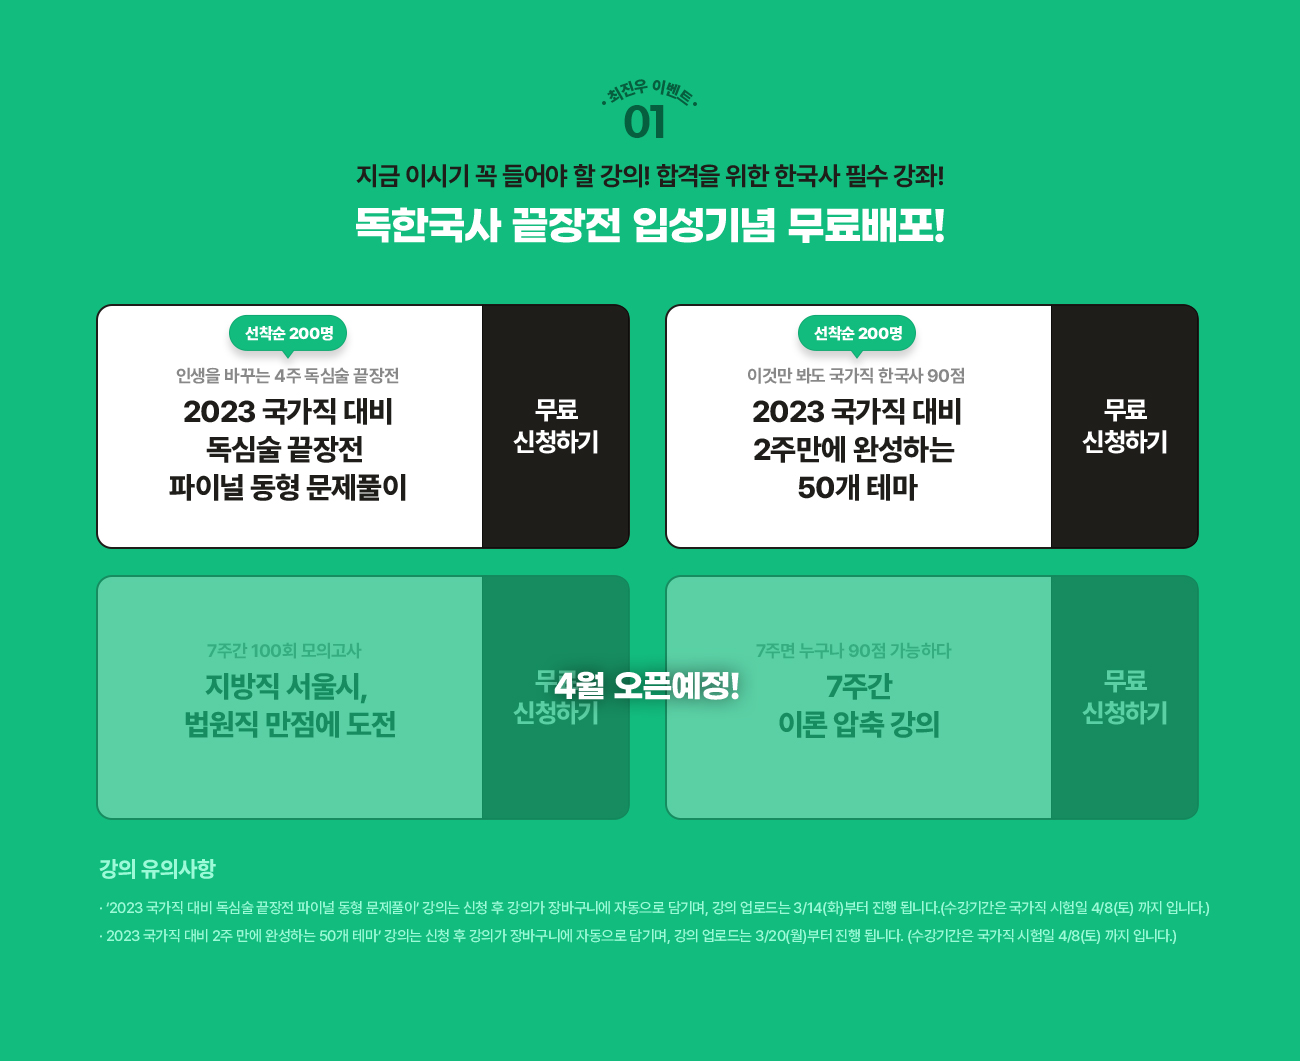 • 최진우 이벤트 •
01
지금 이시기 꼭 들어야 할 강의! 합격을 위한 한국사 필수 강좌!
독한국사 끝장전 입성기념 무료배포!
선착순 200명
인생을 바꾸는 4주 독심술 끝장전
2023 국가직 대비
독심술 끝장전
파이널 동형 문제풀이
무료
신청하기
선착순 200명
이것만 봐도 국가직 한국사 90점
2023 국가직 대비
2주만에 완성하는
50개 테마
무료
신청하기
7주간 100회 모의고사
지방직 서울시,
법원직 만점에 도전
무료
신청하기
4월 오픈예정!
7주면 누구나 90점 가능하다
7주간
이론 압축 강의
무료
신청하기
강의 유의사항
· ‘2023 국가직 대비 독심술 끝장전 파이널 동형 문제풀이’ 강의는 신청 후 강의가 장바구니에 자동으로 담기며, 강의 업로드는 3/14(화)부터 진행 됩니다.(수강기간은 국가직 시험일 4/8(토) 까지 입니다.)
· 2023 국가직 대비 2주 만에 완성하는 50개 테마’ 강의는 신청 후 강의가 장바구니에 자동으로 담기며, 강의 업로드는 3/20(월)부터 진행 됩니다. (수강기간은 국가직 시험일 4/8(토) 까지 입니다.)